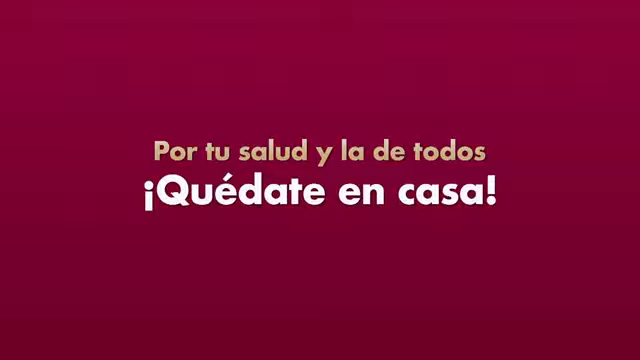 Por tu salud y la de todos
¡Quédate en casa!